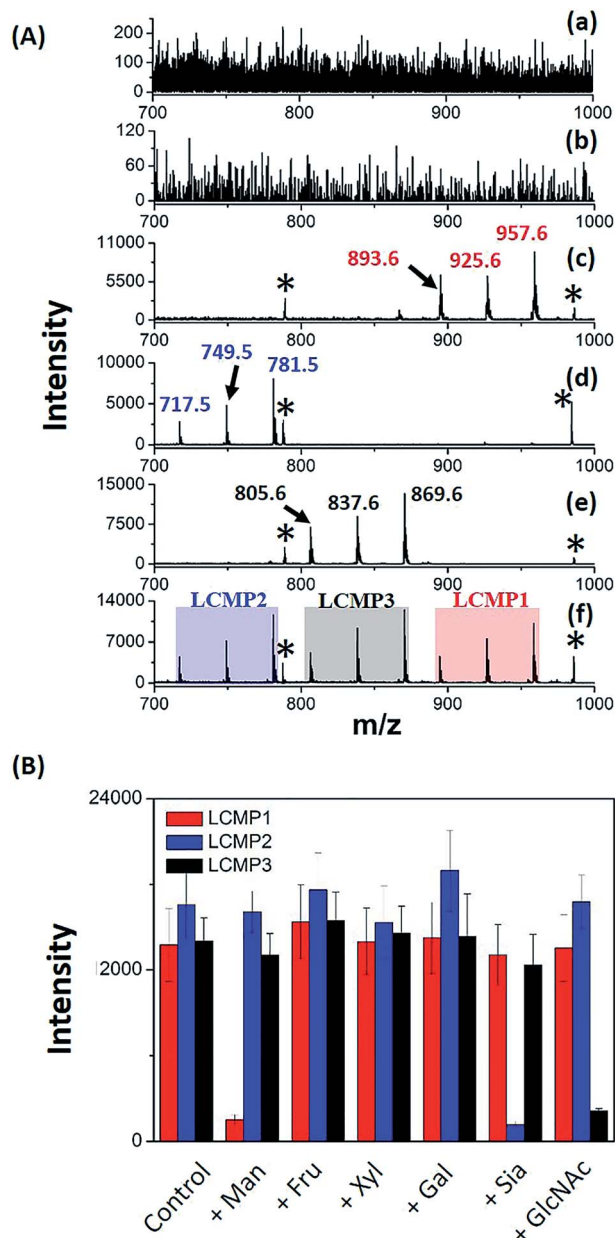 (A)
(a)
200
100
0
700 800 900 1000
(b)
120
60
0
700 800 900 1000
957.6
893.6 925.6
(c)
11000
5500
0
* *
700 800 900 1000
(d)
10000
5000
0
749.5 781.5
717.5
* *
700 800 900 1000
(e)
15000
7500
0
805.6 837.6 869.6
* *
700 800 900 1000
(f)
14000
7000
0
LCMP2 LCMP3 LCMP1
* *
700 800 900 1000
Intensity
m/z
(B)
24000
2000
0
LCMP1
LCMP2
LCMP3
Intensity
Control + Man + Fru + Xyl + Gal + Sia + GlcNAc